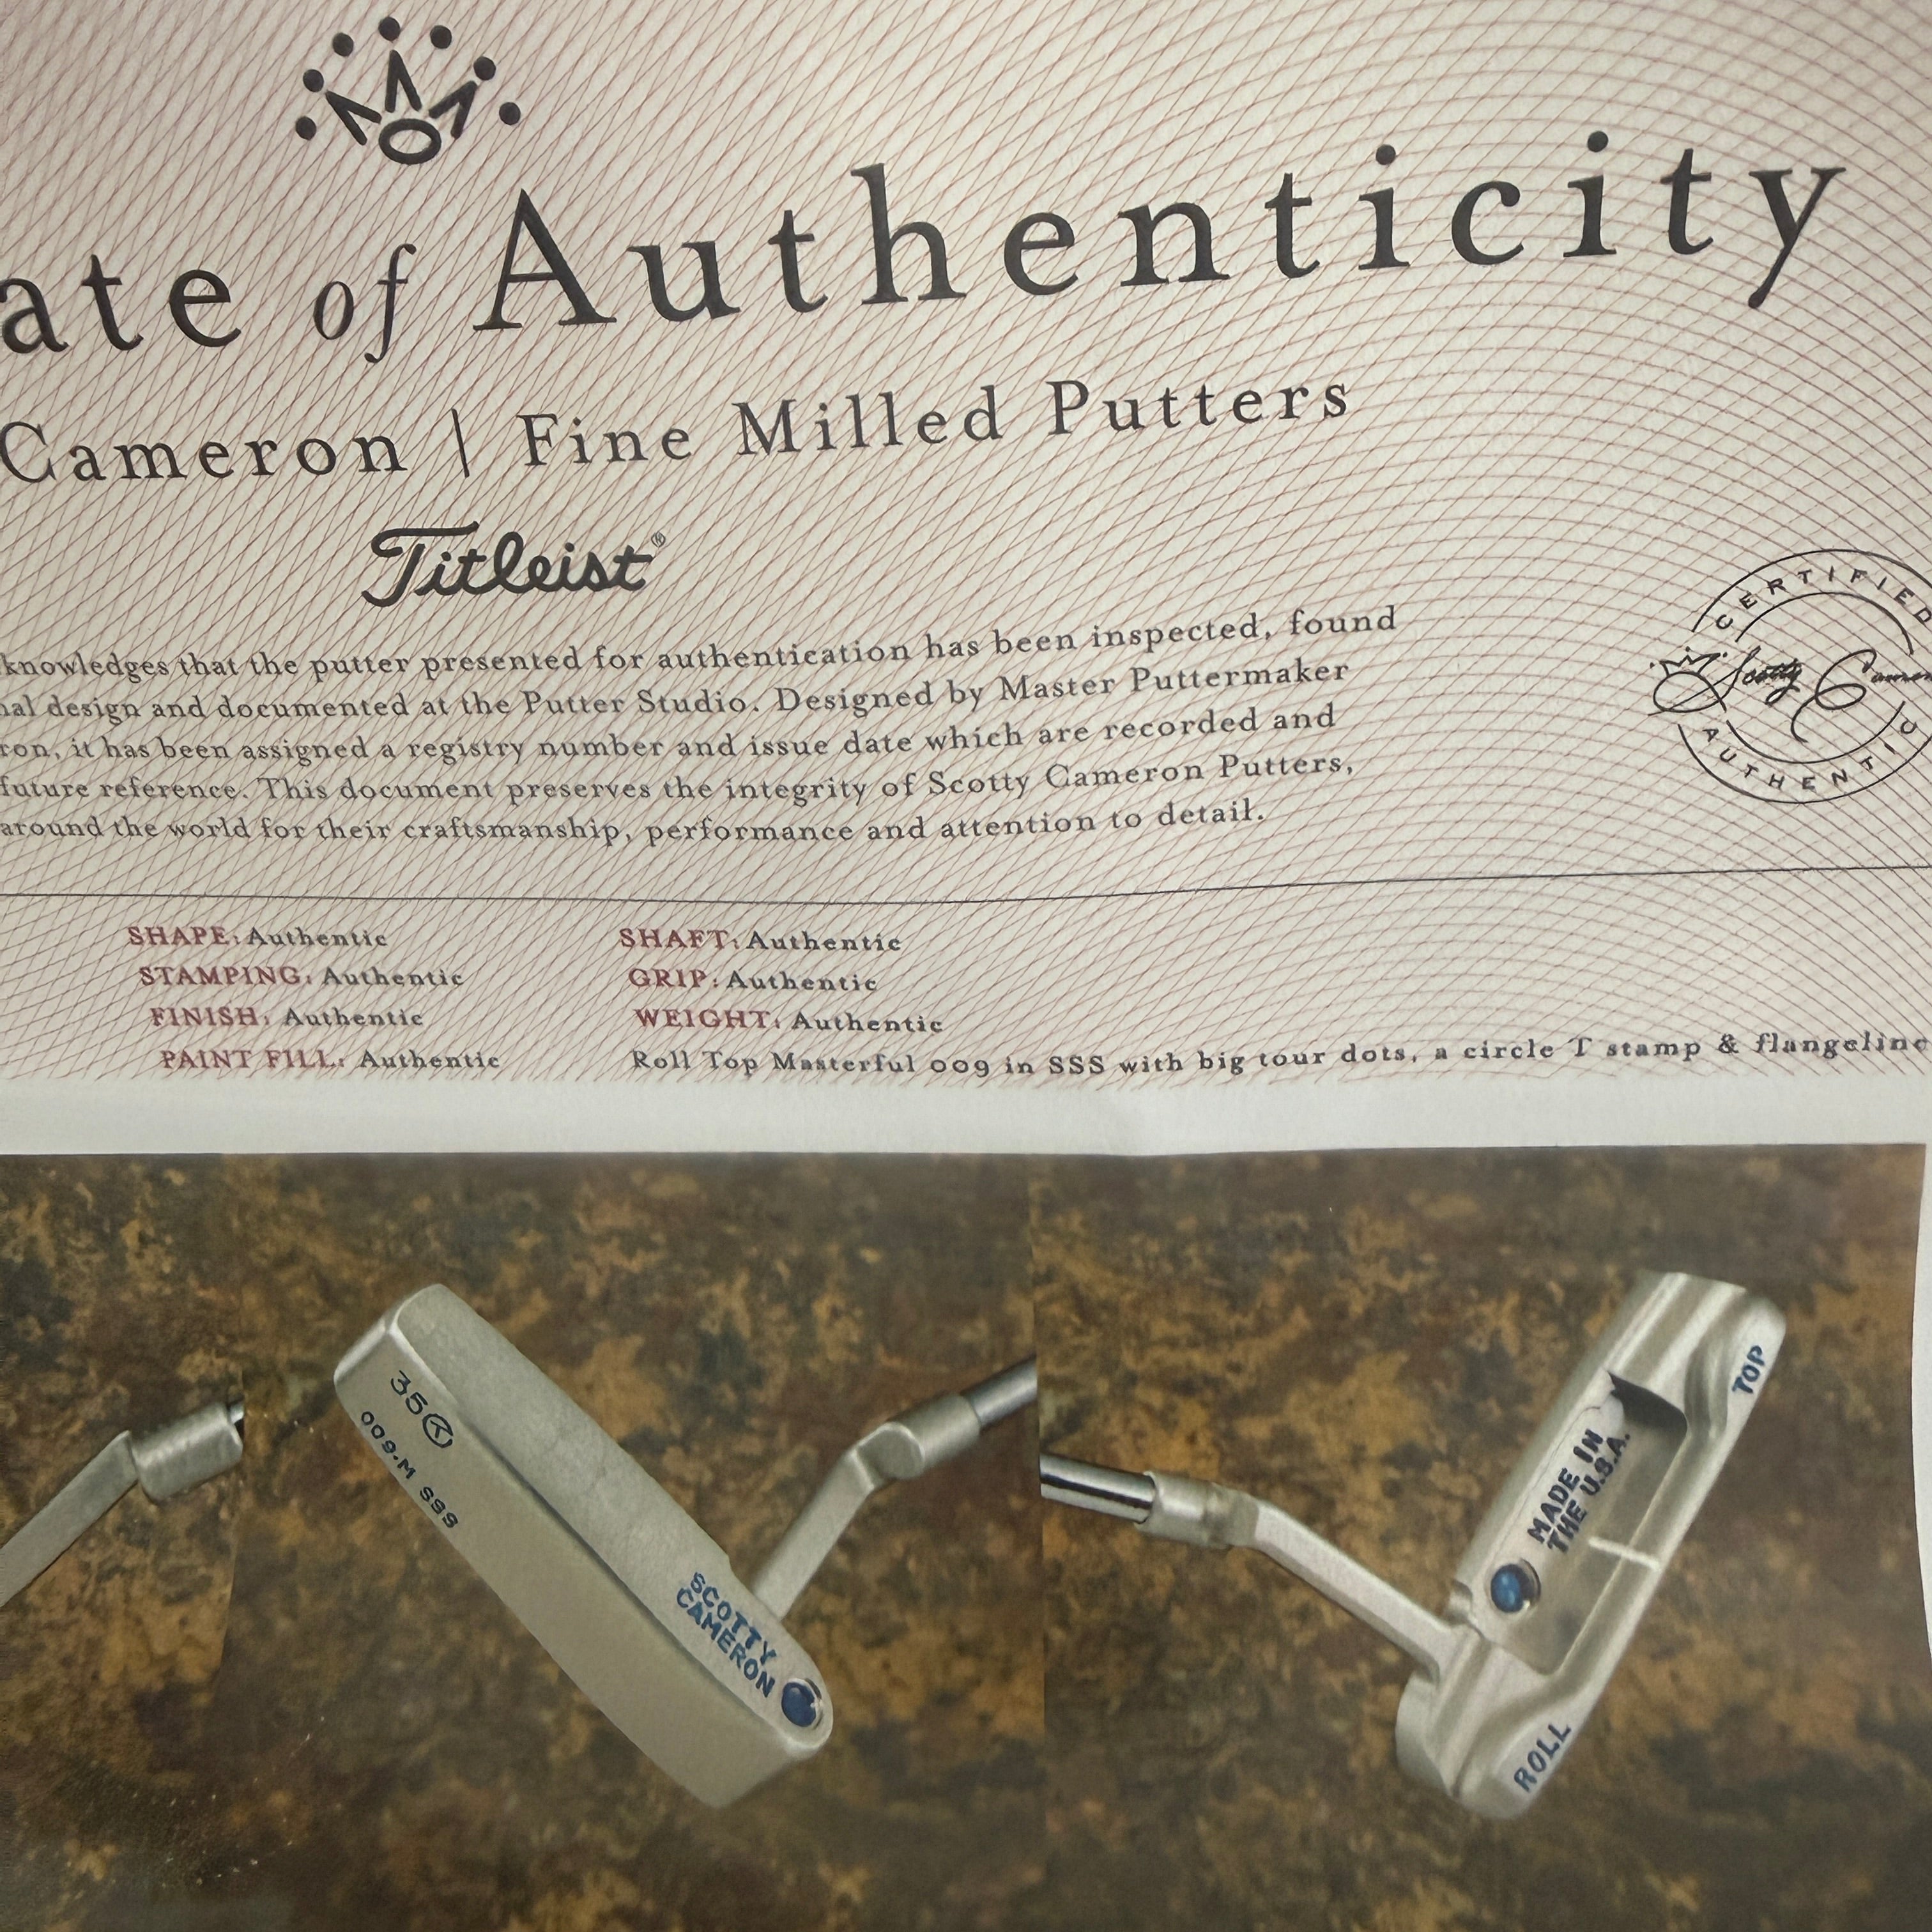 ate of Authenticity
Cameron | Fine Milled Putters
Titleist®
knowledges that the putter presented for authentication has been inspected, found
nal design and documented at the Putter Studio. Designed by Master Puttermaker
ron, it has been assigned a registry number and issue date which are recorded and
future reference. This document preserves the integrity of Scotty Cameron Putters,
around the world for their craftsmanship, performance and attention to detail.
CERTIFIED
Scotty Cameron
AUTHENTIC
SHAPE: Authentic
STAMPING: Authentic
FINISH: Authentic
PAINT FILL: Authentic
SHAFT: Authentic
GRIP: Authentic
WEIGHT: Authentic
Roll Top Masterful 009 in SSS with big tour dots, a circle T stamp & flangeline
35
009.M SSS
SCOTTY
CAMERON
TOP
MADE IN
THE U.S.A.
ROLL